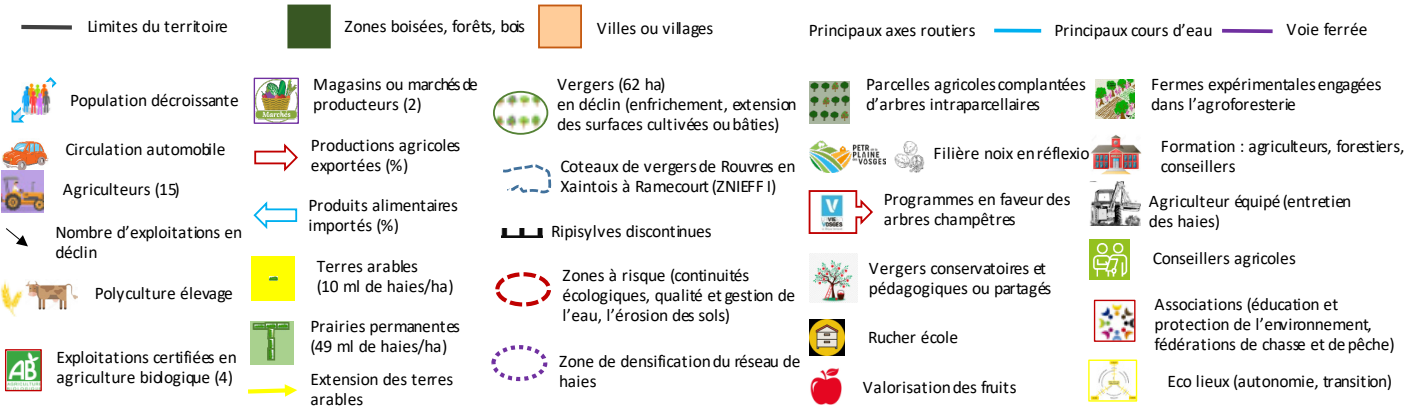 Limites du territoire
Zones boisées, forêts, bois
Villes ou villages
Principaux axes routiers
Principaux cours d'eau
Voie ferrée
Population décroissante
Circulation automobile
Agriculteurs (15)
Nombre d'exploitations en
déclin
Polyculture élevage
AB
Exploitations certifiées en
agriculture biologique (4)
Marchés
Magasins ou marchés de
producteurs (2)
Productions agricoles
exportées (%)
Produits alimentaires
importés (%)
Terres arables
(10 ml de haies/ha)
Prairies permanentes
(49 ml de haies/ha)
Extension des terres
arables
Vergers (62 ha)
en déclin (enfrichement, extension
des surfaces cultivées ou bâties)
Coteaux de vergers de Rouvres en
Xaintois à Ramecourt (ZNIEFF I)
Ripisylves discontinues
Zones à risque (continuités
écologiques, qualité et gestion de
l'eau, l'érosion des sols)
Zone de densification du réseau de
haies
Parcelles agricoles complantées
d'arbres intraparcellaires
PETR
PLAINE
VOSGES
Filière noix en réflexio
V
VOSGES
Programmes en faveur des
arbres champêtres
Vergers conservatoires et
pédagogiques ou partagés
Rucher école
Valorisation des fruits
Fermes expérimentales engagées
dans l'agroforesterie
Formation : agriculteurs, forestiers,
conseillers
Agriculteur équipé (entretien
des haies)
Conseillers agricoles
Associations (éducation et
protection de l'environnement,
fédérations de chasse et de pêche)
Eco lieux (autonomie, transition)